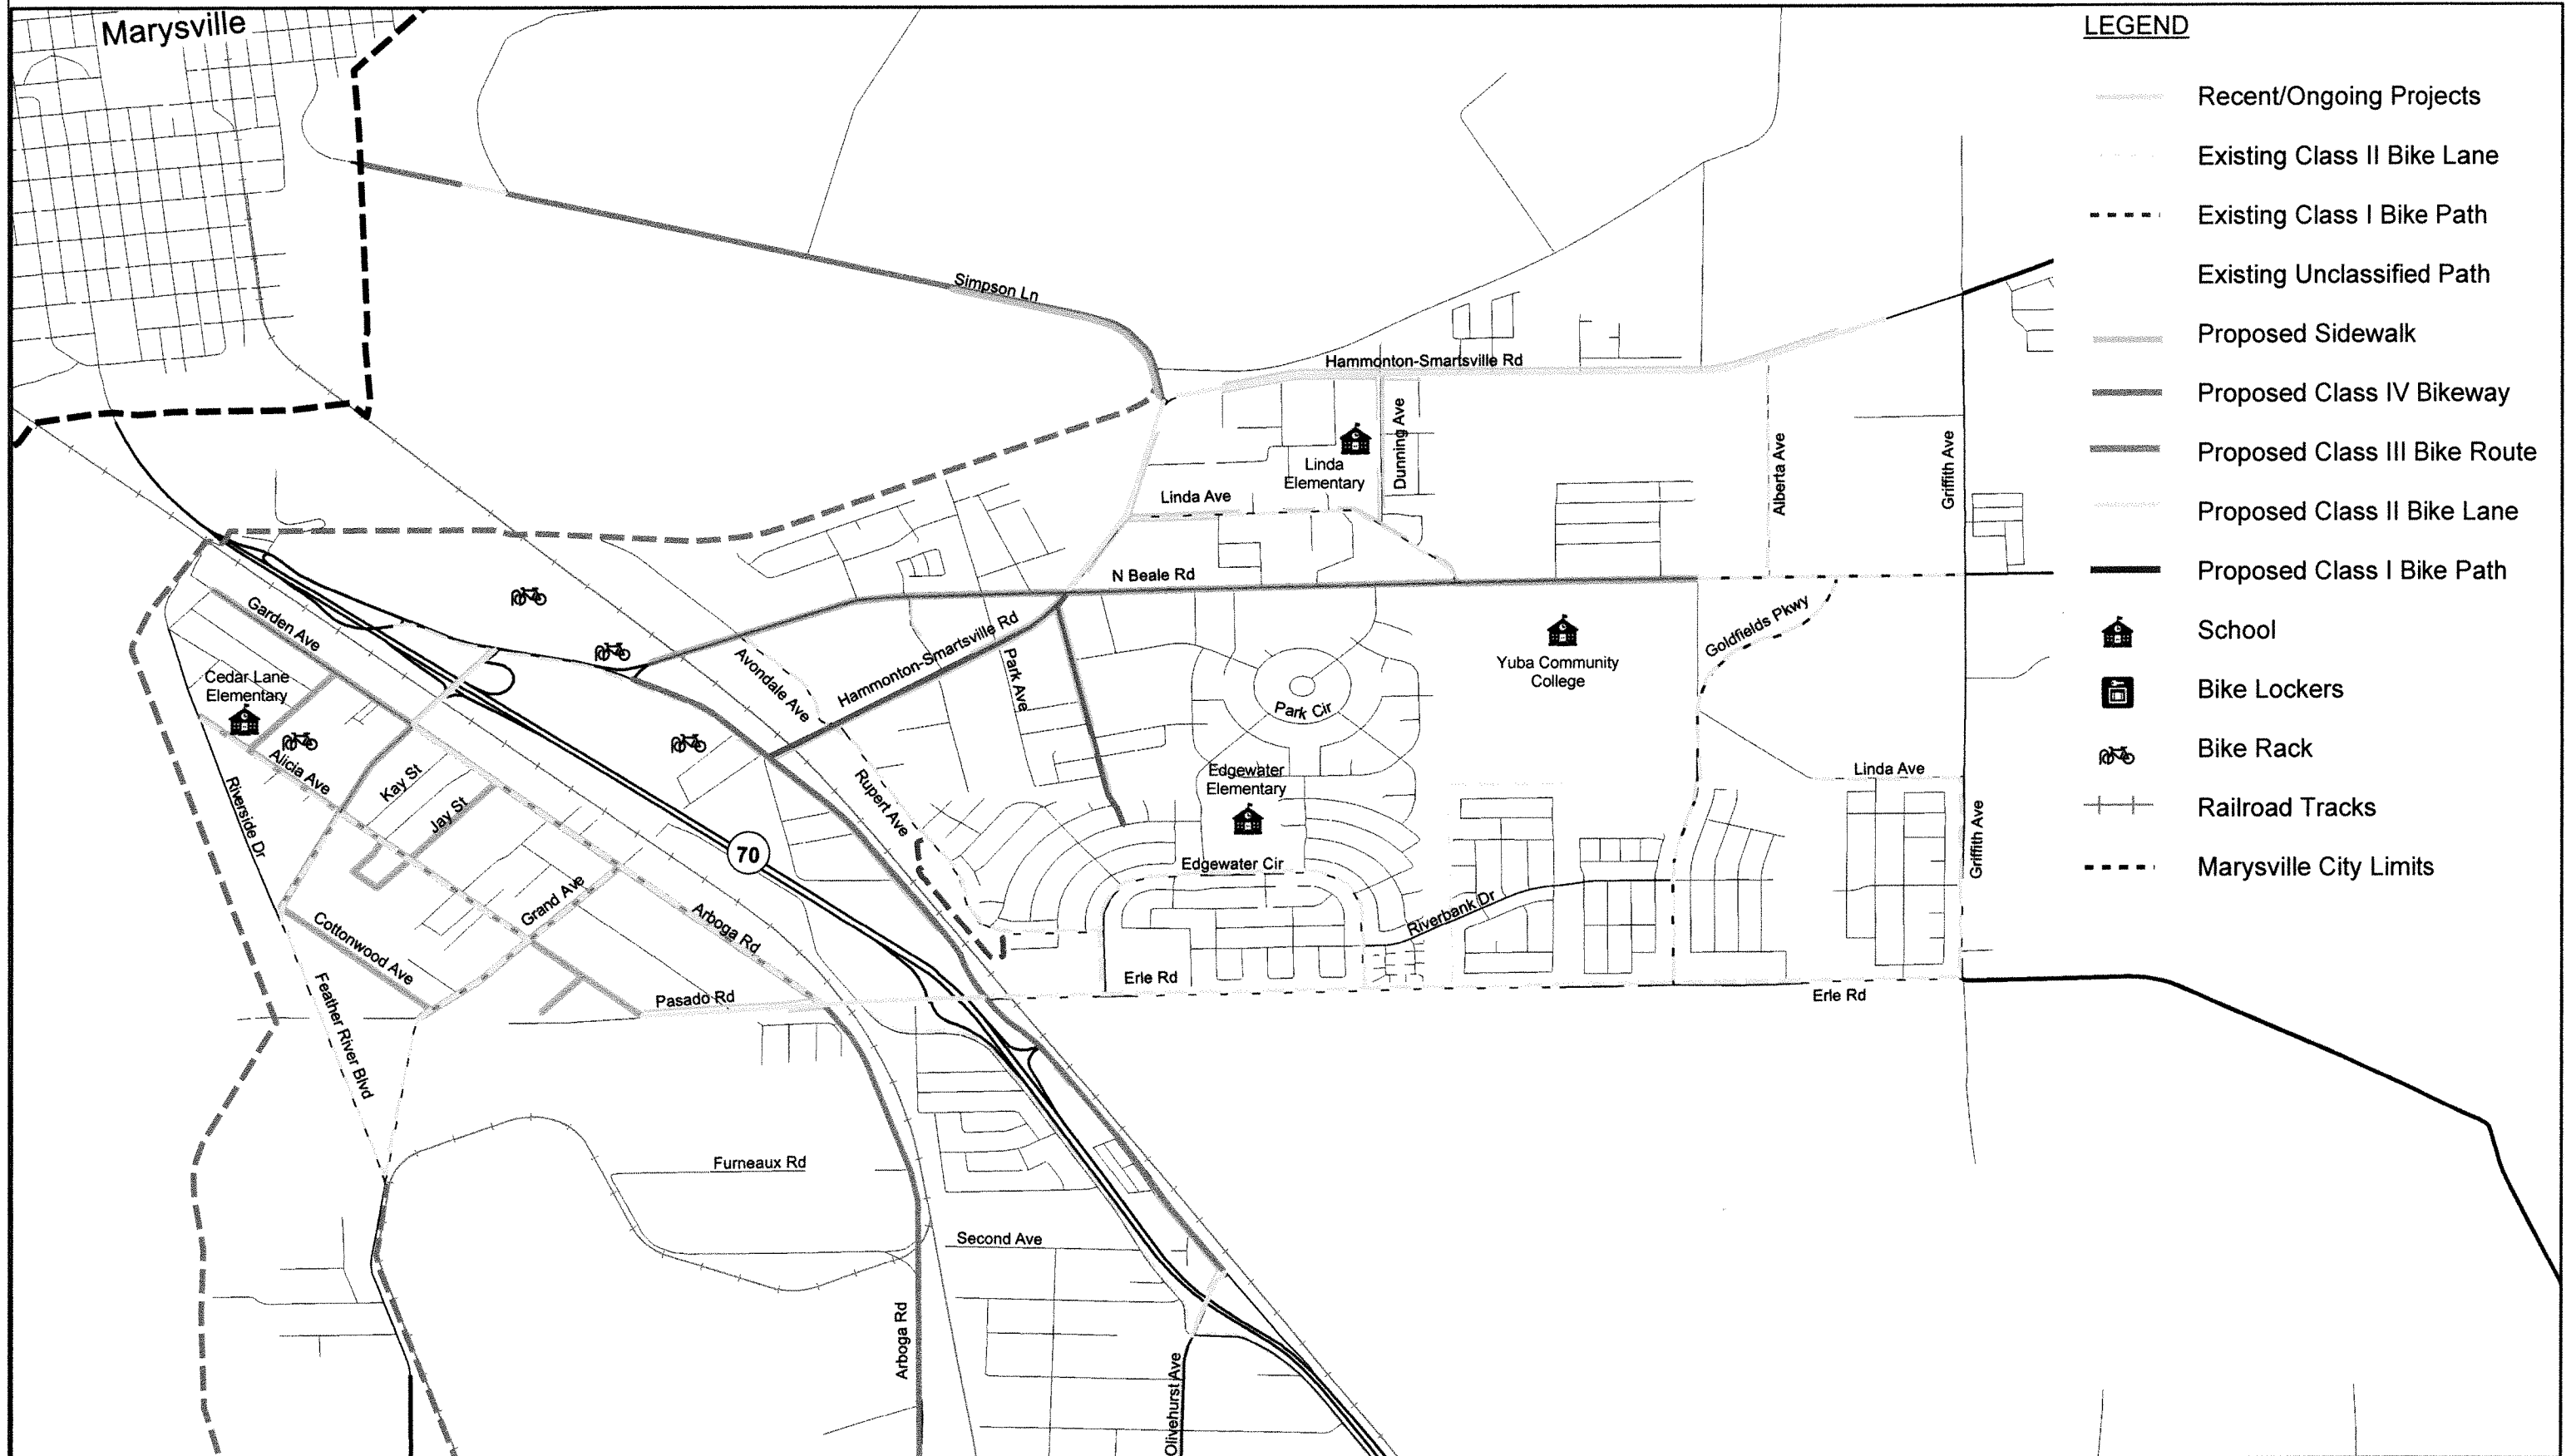 Marysville
LEGEND
Recent/Ongoing Projects
Existing Class II Bike Lane
Existing Class I Bike Path
Existing Unclassified Path
Proposed Sidewalk
Proposed Class IV Bikeway
Proposed Class III Bike Route
Proposed Class II Bike Lane
Proposed Class I Bike Path
School
Bike Lockers
Bike Rack
Railroad Tracks
Marysville City Limits
Simpson Ln
Hammonton-Smartsville Rd
Dunning Ave
Linda
Elementary
Alberta Ave
Griffith Ave
Linda Ave
N Beale Rd
Garden Ave
Hammonton-Smartsville Rd
Goldfields Pkwy
Avondale Ave
Park Ave
Yuba Community
College
Cedar Lane
Elementary
Park Cir
Alicia Ave
Kay St
Riverside Dr
Jay St
Rupert Ave
Edgewater
Elementary
Linda Ave
Griffith Ave
70
Edgewater Cir
Grand Ave
Riverbank Dr
Arboga Rd
Cottonwood Ave
Feather River Blvd
Pasado Rd
Erle Rd
Erle Rd
Furneaux Rd
Second Ave
Arboga Rd
Olivehurst Ave